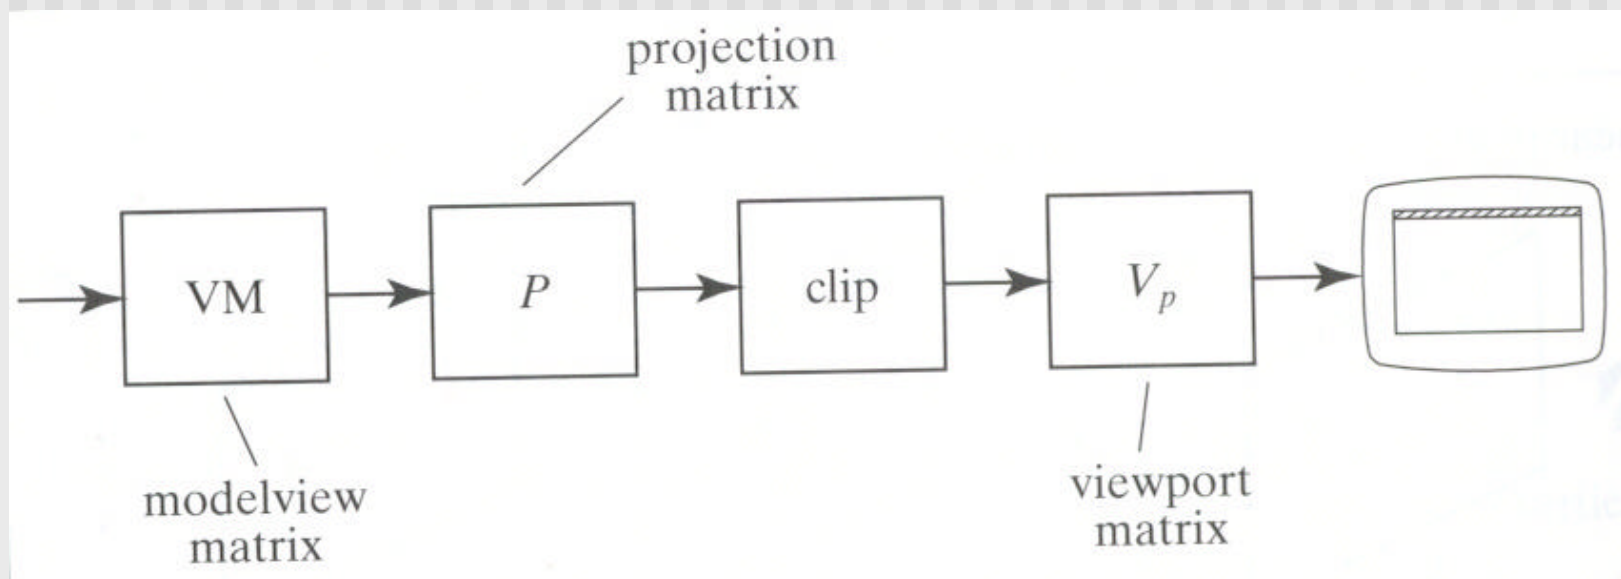 projection
matrix
VM
P
clip
Vp
modelview
matrix
viewport
matrix